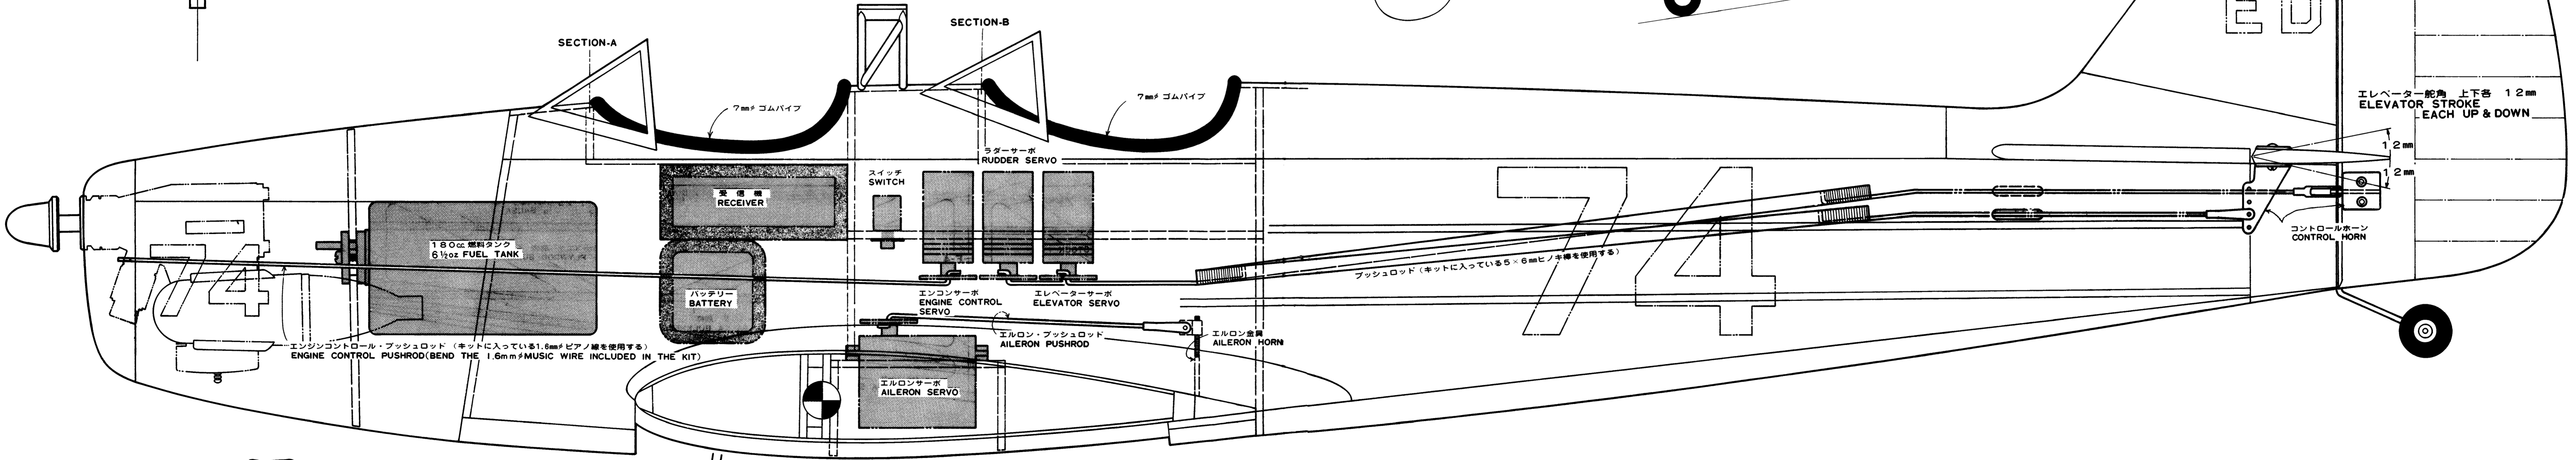 SECTION-A
SECTION-B
ED
7mmφ ゴムパイプ
7mmφ ゴムパイプ
エレベーター舵角 上下各 12mm
ELEVATOR STROKE
EACH UP & DOWN
12mm
12mm
ラダーサーボ
RUDDER SERVO
スイッチ
SWITCH
受信機
RECEIVER
74
74
180cc 燃料タンク
6½oz FUEL TANK
バッテリー
BATTERY
エンコンサーボ
ENGINE CONTROL
SERVO
エレベーターサーボ
ELEVATOR SERVO
プッシュロッド (キットに入っている5×6mmヒノキ棒を使用する)
コントロールホーン
CONTROL HORN
エルロン・プッシュロッド
AILERON PUSHROD
エルロン金具
AILERON HORN
エンジンコントロール・プッシュロッド (キットに入っている1.6mmφピアノ線を使用する)
ENGINE CONTROL PUSHROD(BEND THE 1.6mmφMUSIC WIRE INCLUDED IN THE KIT)
エルロンサーボ
AILERON SERVO